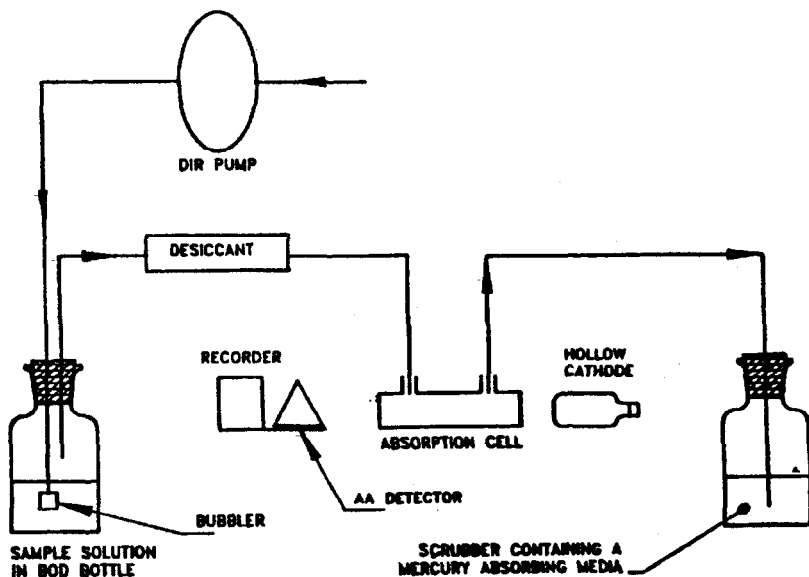 DIR PUMP
DESICCANT
RECORDER
HOLLOW
CATHODE
ABSORPTION CELL
AA DETECTOR
BUBBLER
SAMPLE SOLUTION
IN BOD BOTTLE
SCRUBBER CONTAINING A
MERCURY ABSORBING MEDIA